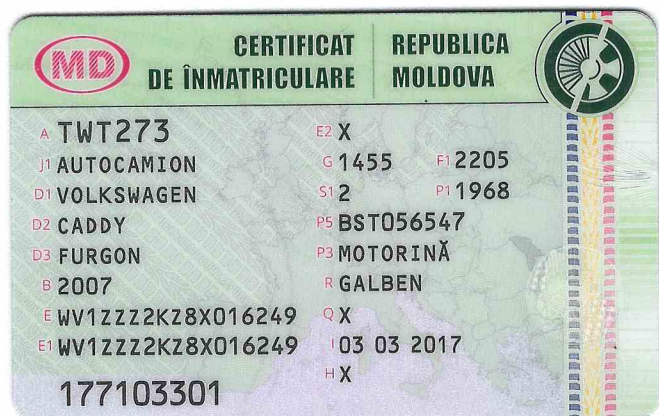 MD
CERTIFICAT
DE ÎNMATRICULARE
REPUBLICA
MOLDOVA
A TWT273
J1 AUTOCAMION
D1 VOLKSWAGEN
D2 CADDY
D3 FURGON
B 2007
E WV1ZZZ2KZ8X016249
E1 WV1ZZZ2KZ8X016249
177103301
E2 X
G 1455 F1 2205
S1 2 P1 1968
P5 BST056547
P3 MOTORINĂ
R GALBEN
Q X
I 03 03 2017
H X